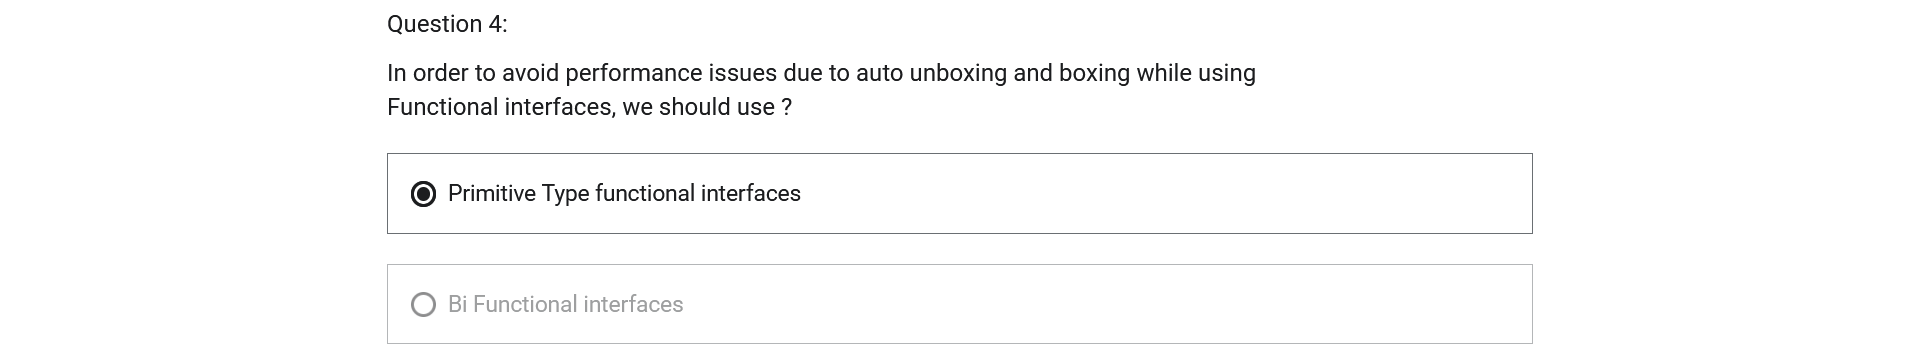 Question 4:
In order to avoid performance issues due to auto unboxing and boxing while using
Functional interfaces, we should use ?
Primitive Type functional interfaces
Bi Functional interfaces